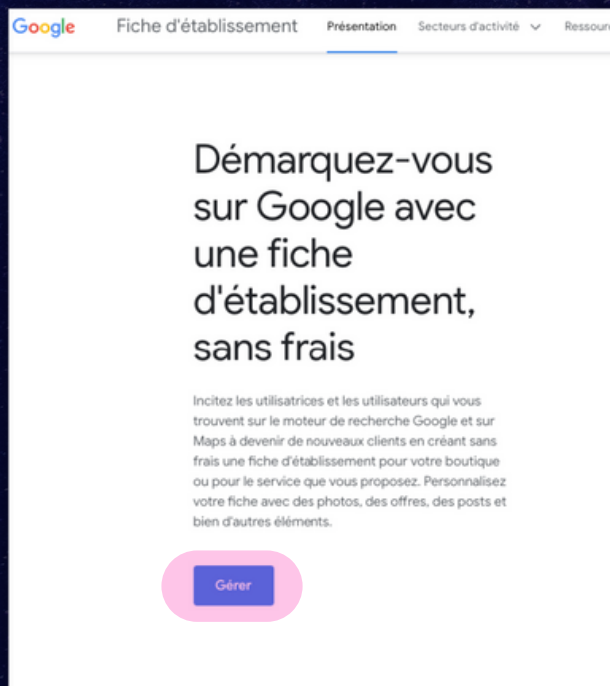 Google Fiche d'établissement Présentation Secteurs d'activité
Démarquez-vous
sur Google avec
une fiche
d'établissement,
sans frais
Incitez les utilisatrices et les utilisateurs qui vous
trouvent sur le moteur de recherche Google et sur
Maps à devenir de nouveaux clients en créant sans
frais une fiche d'établissement pour votre boutique
ou pour le service que vous proposez. Personnalisez
votre fiche avec des photos, des offres, des posts et
bien d'autres éléments.
Gérer